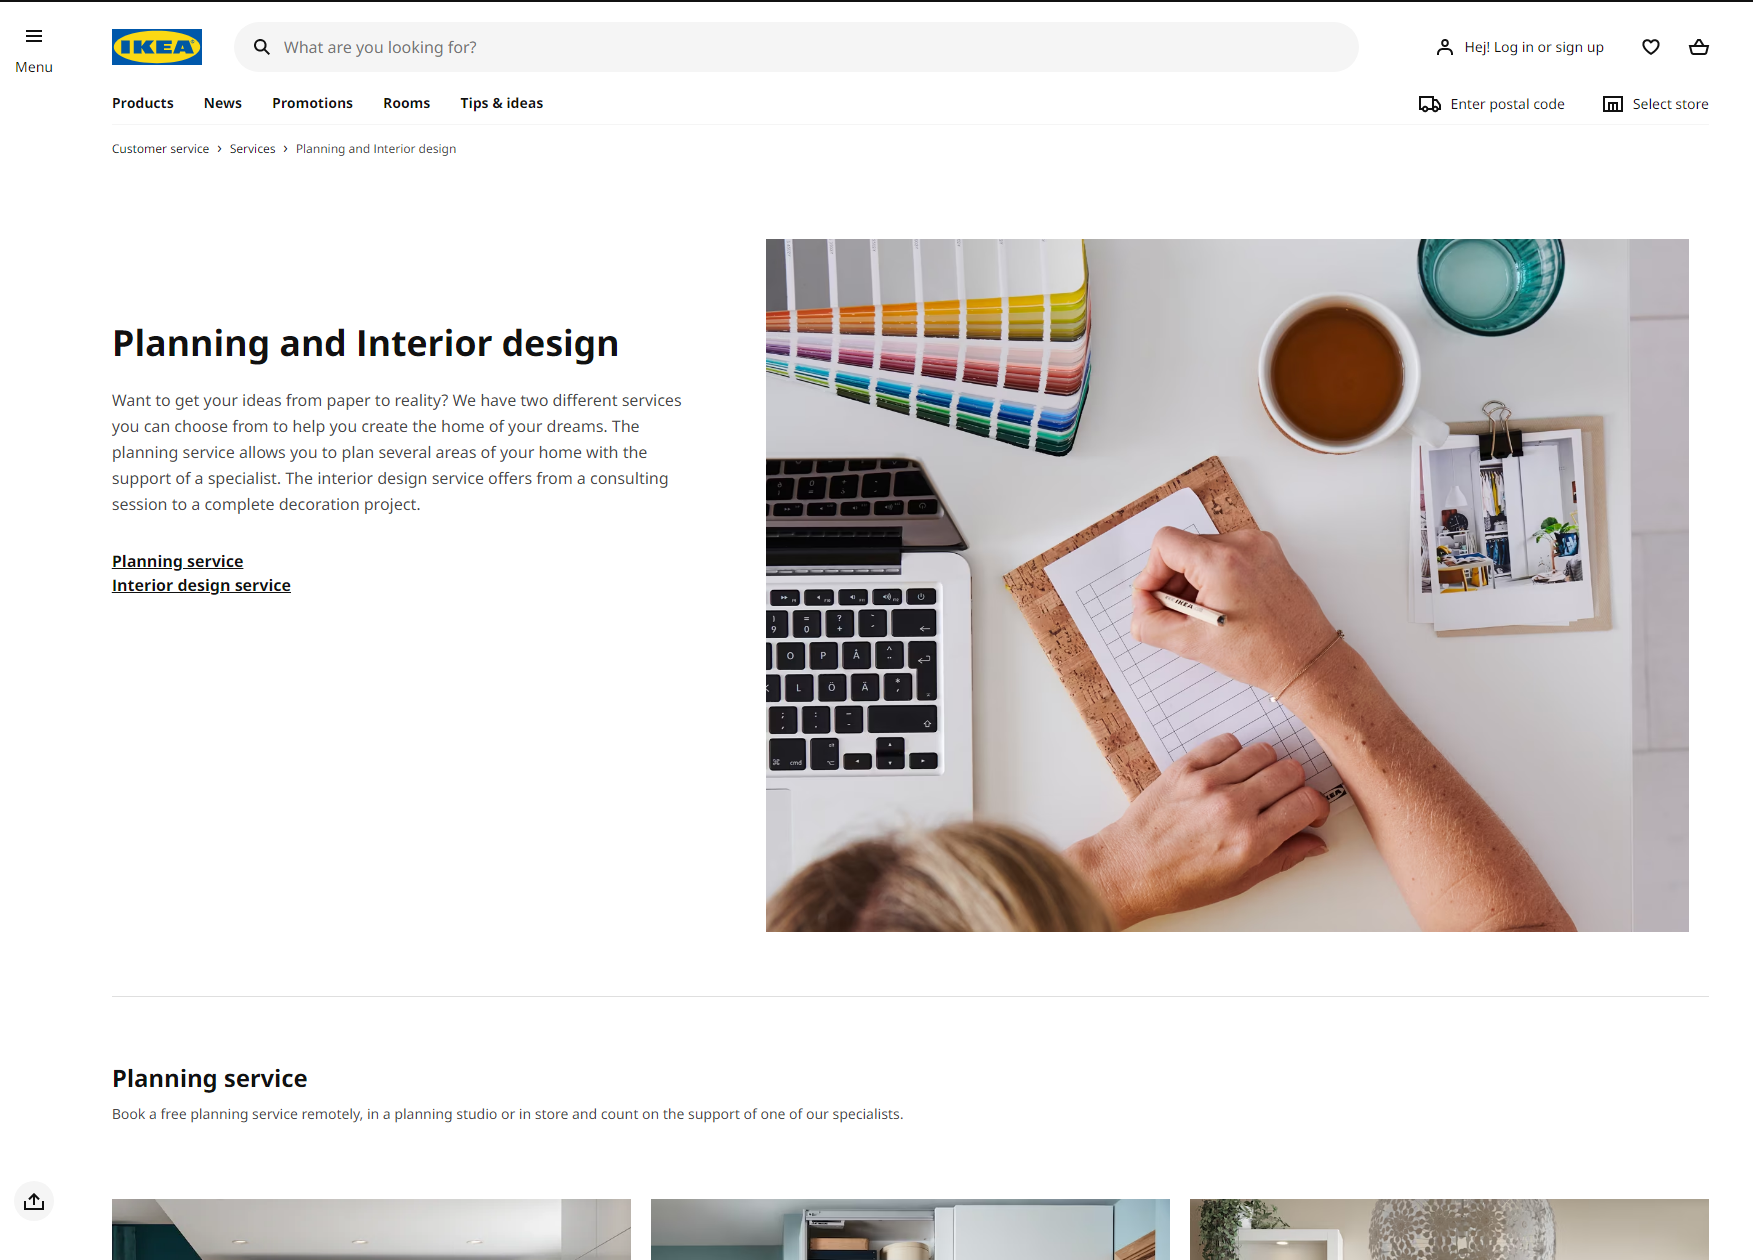 IKEA
What are you looking for?
Hej! Log in or sign up
Menu
Products News Promotions Rooms Tips & ideas
Enter postal code
Select store
Customer service › Services › Planning and Interior design
Planning and Interior design
Want to get your ideas from paper to reality? We have two different services
you can choose from to help you create the home of your dreams. The
planning service allows you to plan several areas of your home with the
support of a specialist. The interior design service offers from a consulting
session to a complete decoration project.
Planning service
Interior design service
9 0 +
O P Å
L Ö Ä
cmd
IKEA
Planning service
Book a free planning service remotely, in a planning studio or in store and count on the support of one of our specialists.